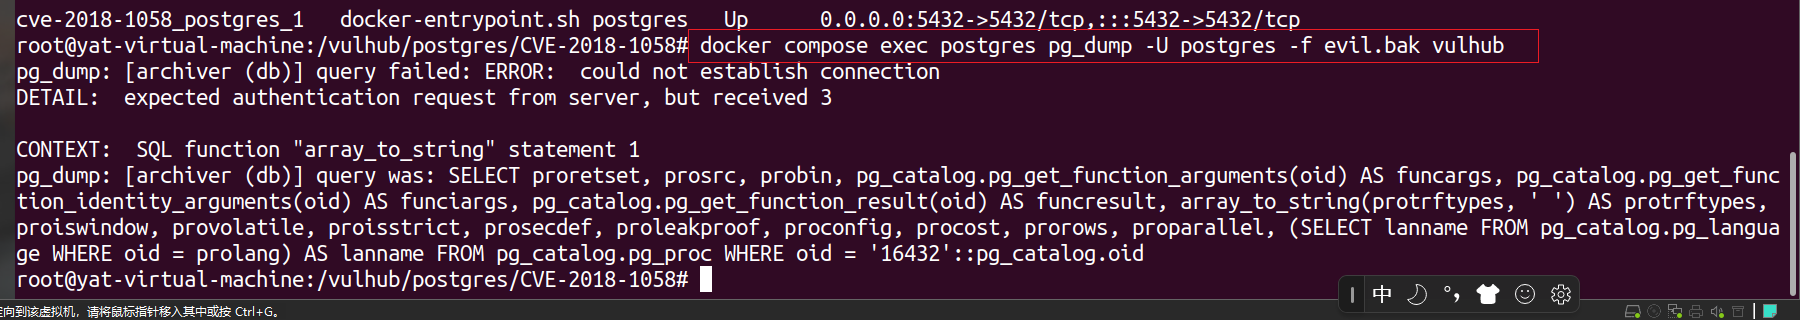 cve-2018-1058_postgres_1   docker-entrypoint.sh postgres   Up      0.0.0.0:5432->5432/tcp,:::5432->5432/tcp
root@yat-virtual-machine:/vulhub/postgres/CVE-2018-1058# docker compose exec postgres pg_dump -U postgres -f evil.bak vulhub
pg_dump: [archiver (db)] query failed: ERROR:  could not establish connection
DETAIL:  expected authentication request from server, but received 3
CONTEXT:  SQL function "array_to_string" statement 1
pg_dump: [archiver (db)] query was: SELECT proretset, prosrc, probin, pg_catalog.pg_get_function_arguments(oid) AS funcargs, pg_catalog.pg_get_func
tion_identity_arguments(oid) AS funciargs, pg_catalog.pg_get_function_result(oid) AS funcresult, array_to_string(protrftypes, ' ') AS protrftypes,
proiswindow, provolatile, proisstrict, prosecdef, proleakproof, proconfig, procost, prorows, proparallel, (SELECT lanname FROM pg_catalog.pg_langua
ge WHERE oid = prolang) AS lanname FROM pg_catalog.pg_proc WHERE oid = '16432'::pg_catalog.oid
root@yat-virtual-machine:/vulhub/postgres/CVE-2018-1058#
中
定向到该虚拟机，请将鼠标指针移入其中或按 Ctrl+G。